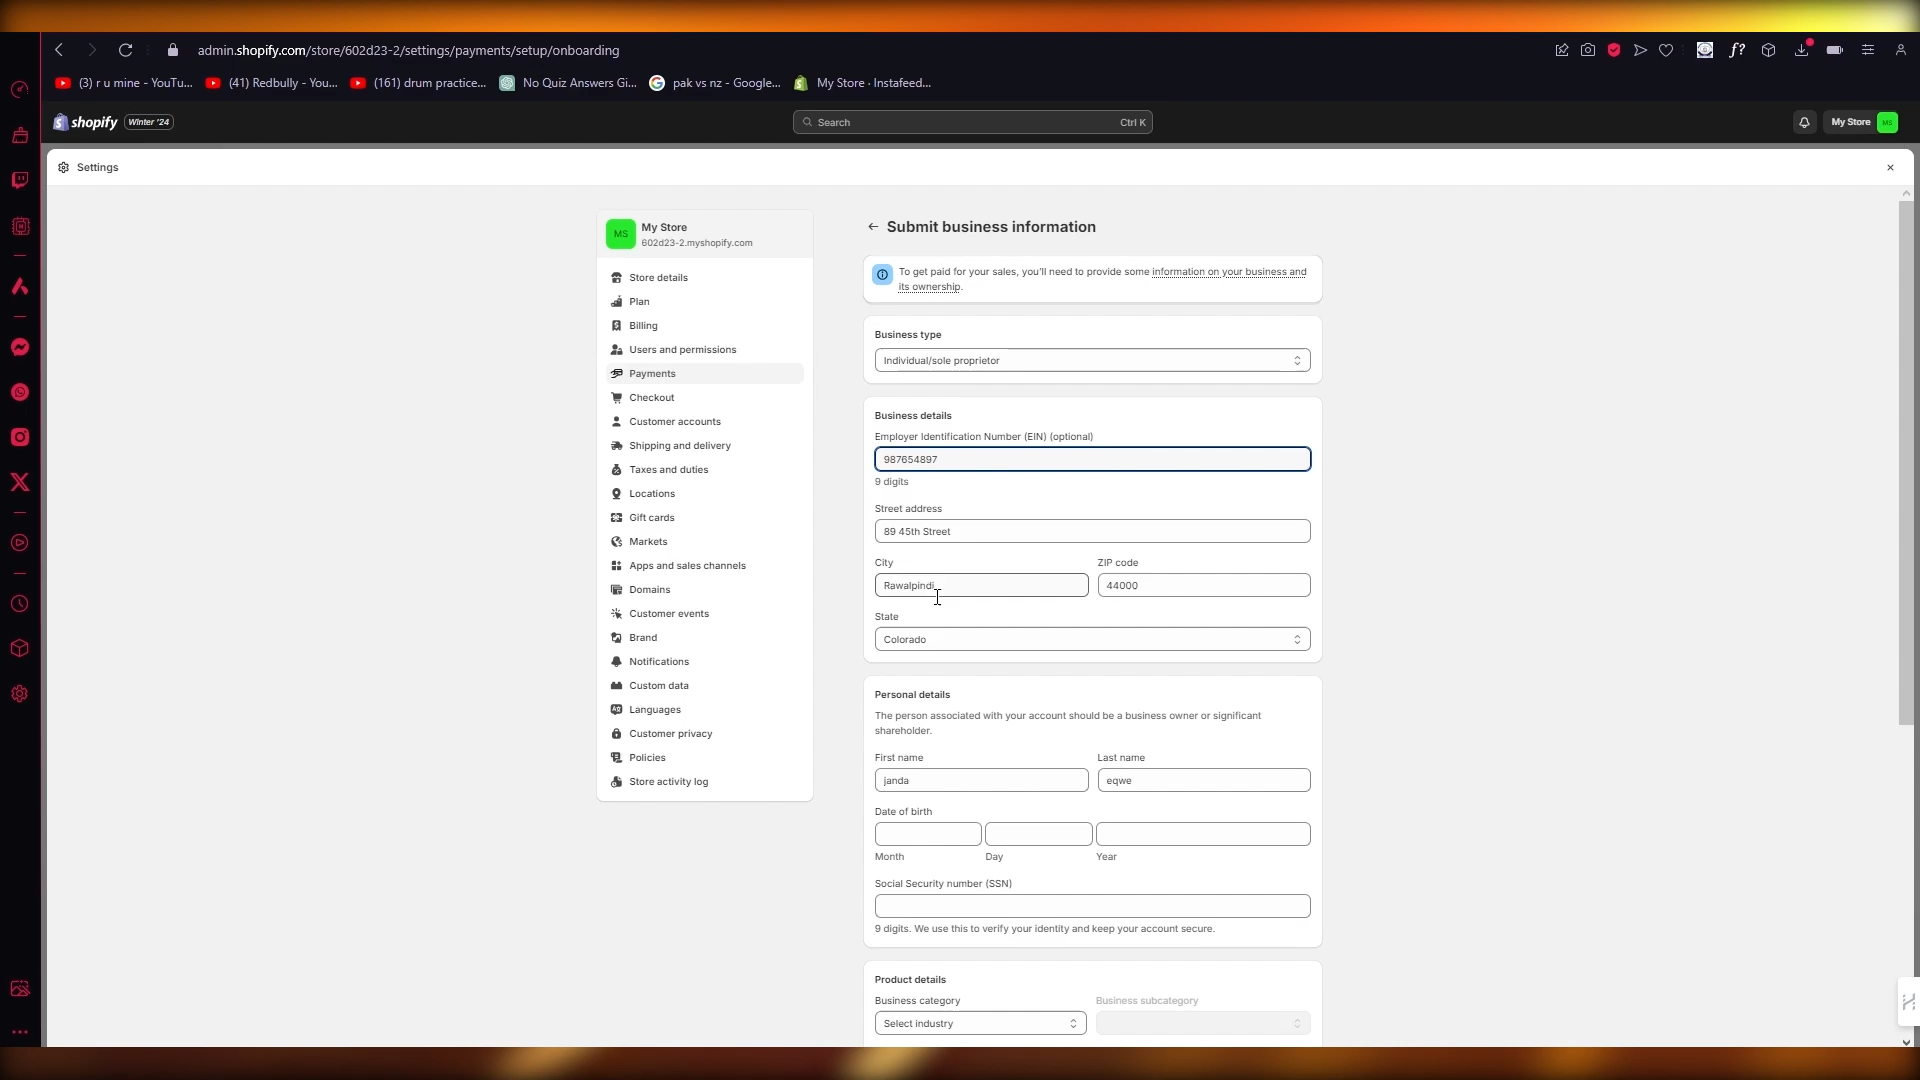 admin.shopify.com/store/602d23-2/settings/payments/setup/onboarding
(3) r u mine - YouTu...
(41) Redbully - You...
(161) drum practice...
No Quiz Answers Gi...
pak vs nz - Google...
My Store · Instafeed...
shopify
Winter '24
Search
Ctrl K
My Store
MS
Settings
MS
My Store
602d23-2.myshopify.com
Store details
Plan
Billing
Users and permissions
Payments
Checkout
Customer accounts
Shipping and delivery
Taxes and duties
Locations
Gift cards
Markets
Apps and sales channels
Domains
Customer events
Brand
Notifications
Custom data
Languages
Customer privacy
Policies
Store activity log
Submit business information
To get paid for your sales, you'll need to provide some information on your business and
its ownership.
Business type
Individual/sole proprietor
Business details
Employer Identification Number (EIN) (optional)
987654897
9 digits
Street address
89 45th Street
City
ZIP code
Rawalpindi
44000
State
Colorado
Personal details
The person associated with your account should be a business owner or significant
shareholder.
First name
Last name
janda
eqwe
Date of birth
Month
Day
Year
Social Security number (SSN)
9 digits. We use this to verify your identity and keep your account secure.
Product details
Business category
Business subcategory
Select industry